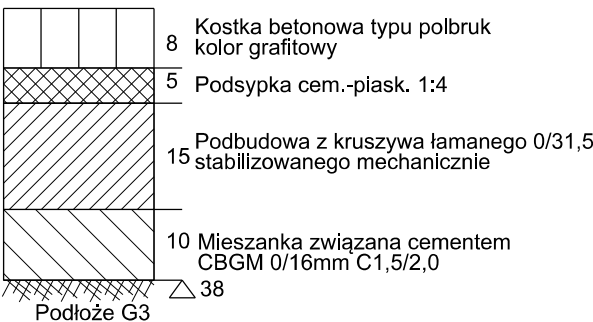 8 Kostka betonowa typu polbruk
kolor grafitowy
5 Podsypka cem.-piask. 1:4
Podbudowa z kruszywa łamanego 0/31,5
15 stabilizowanego mechanicznie
10 Mieszanka związana cementem
CBGM 0/16mm C1,5/2,0
38
Podłoże G3